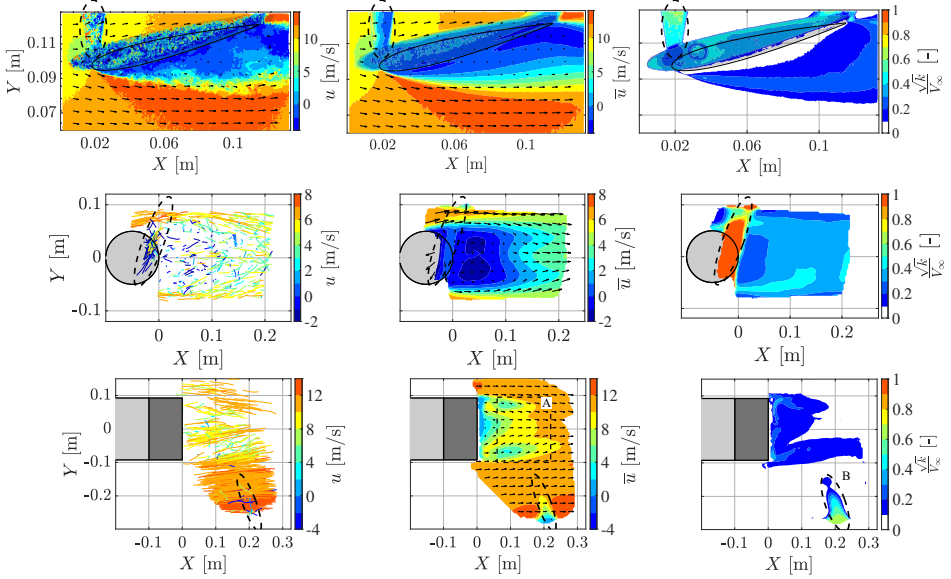 0.11
0.09
0.07
Y [m]
0.02 0.06 0.1
X [m]
10
5
0
u [m/s]
0.02 0.06 0.1
X [m]
10
5
0
u̅ [m/s]
0.02 0.06 0.1
X [m]
1
0.8
0.6
0.4
0.2
0
√k/V∞ [-]
0.1
0
-0.1
Y [m]
0 0.1 0.2
X [m]
8
6
4
2
0
-2
u [m/s]
0 0.1 0.2
X [m]
8
6
4
2
0
-2
u̅ [m/s]
0 0.1 0.2
X [m]
1
0.8
0.6
0.4
0.2
0
√k/V∞ [-]
0.1
0
-0.1
-0.2
Y [m]
-0.1 0 0.1 0.2 0.3
X [m]
12
8
4
0
-4
u [m/s]
A
-0.1 0 0.1 0.2 0.3
X [m]
12
8
4
0
-4
u̅ [m/s]
B
-0.1 0 0.1 0.2 0.3
X [m]
1
0.8
0.6
0.4
0.2
0
√k/V∞ [-]